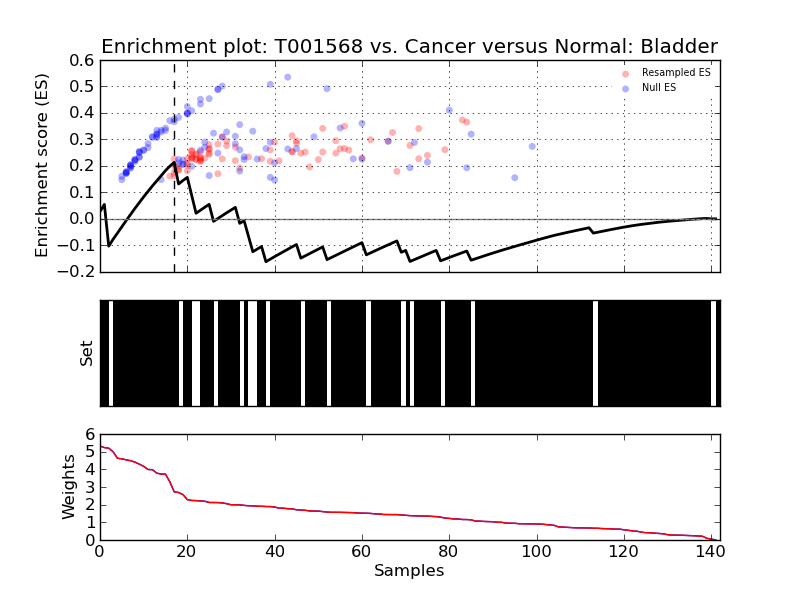 Enrichment plot: T001568 vs. Cancer versus Normal: Bladder
Enrichment score (ES)
0.6
0.5
0.4
0.3
0.2
0.1
0.0
−0.1
−0.2
Resampled ES
Null ES
Set
Weights
6
5
4
3
2
1
0
0 20 40 60 80 100 120 140
Samples